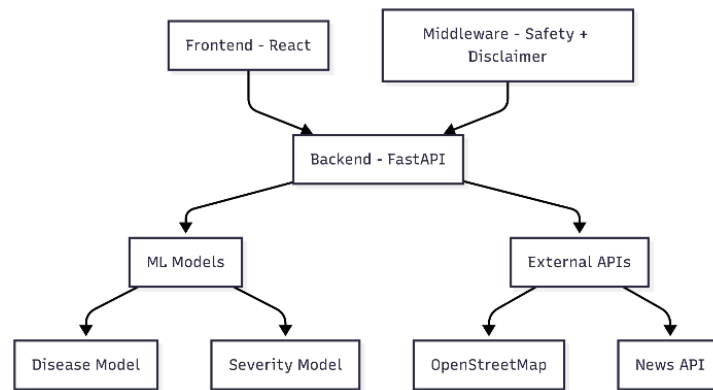 Frontend - React
Middleware - Safety +
Disclaimer
Backend - FastAPI
ML Models
External APIs
Disease Model
Severity Model
OpenStreetMap
News API